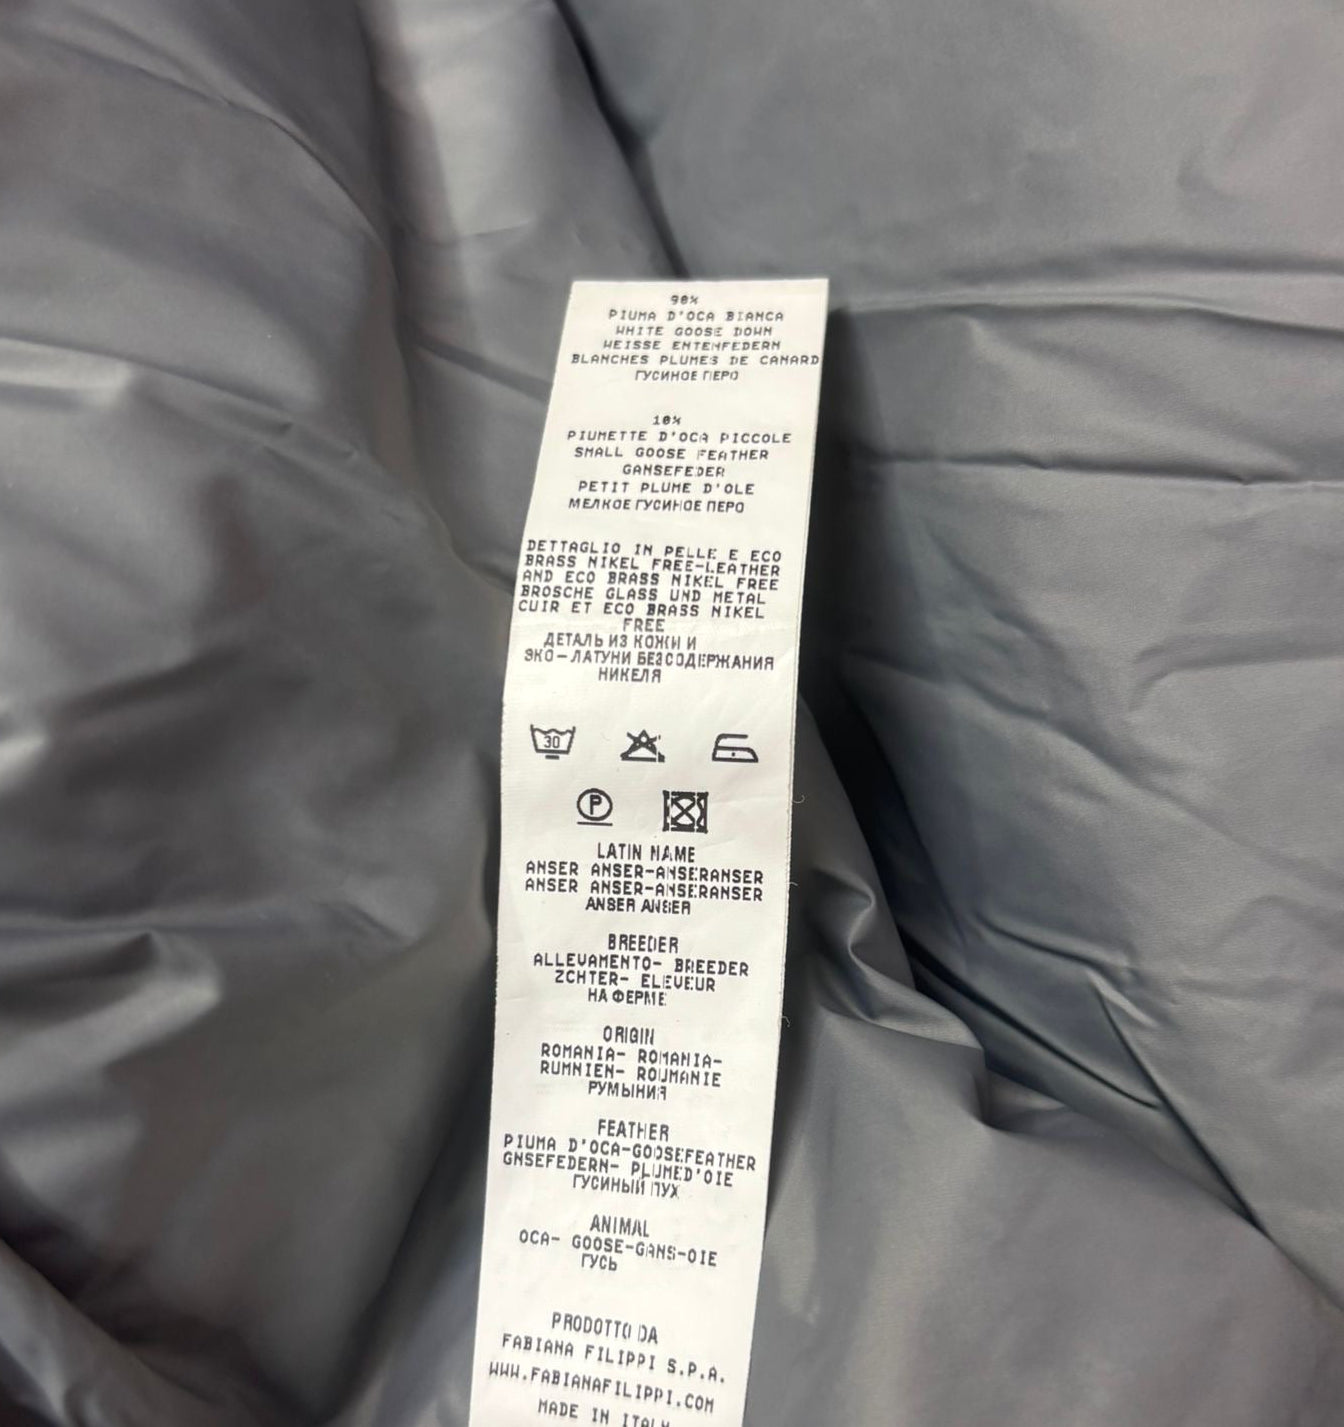 90%
PIUMA D'OCA BIANCA
WHITE GOOSE DOWN
WEISSE ENTENFEDERN
BLANCHES PLUMES DE CANARD
ГУСИНОЕ ПЕРО
10%
PIUMETTE D'OCA PICCOLE
SMALL GOOSE FEATHER
GANSEFEDER
PETIT PLUME D'OLE
МЕЛКОЕ ГУСИНОЕ ПЕРО
DETTAGLIO IN PELLE E ECO
BRASS NIKEL FREE-LEATHER
AND ECO BRASS NIKEL FREE
BROSCHE GLASS UND METAL
CUIR ET ECO BRASS NIKEL
FREE
ДЕТАЛЬ ИЗ КОЖИ И
ЭКО-ЛАТУНИ БЕЗ СОДЕРЖАНИЯ
НИКЕЛЯ
30
P
LATIN NAME
ANSER ANSER-ANSERANSER
ANSER ANSER-ANSERANSER
ANSER ANSER
BREEDER
ALLEVAMENTO- BREEDER
ZCHTER- ELEVEUR
НА ФЕРМЕ
ORIGIN
ROMANIA- ROMANIA-
RUMNIEN- ROUMANIE
РУМЫНИЯ
FEATHER
PIUMA D'OCA-GOOSEFEATHER
GNSEFEDERN- PLUMED'OIE
ГУСИНЫЙ ПУХ
ANIMAL
OCA- GOOSE-GANS-OIE
ГУСЬ
PRODOTTO DA
FABIANA FILIPPI S.P.A.
WWW.FABIANAFILIPPI.COM
MADE IN ITALY